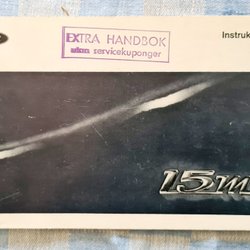 EXTRA HANDBOK
utan servicekuponger
Instruk
15m